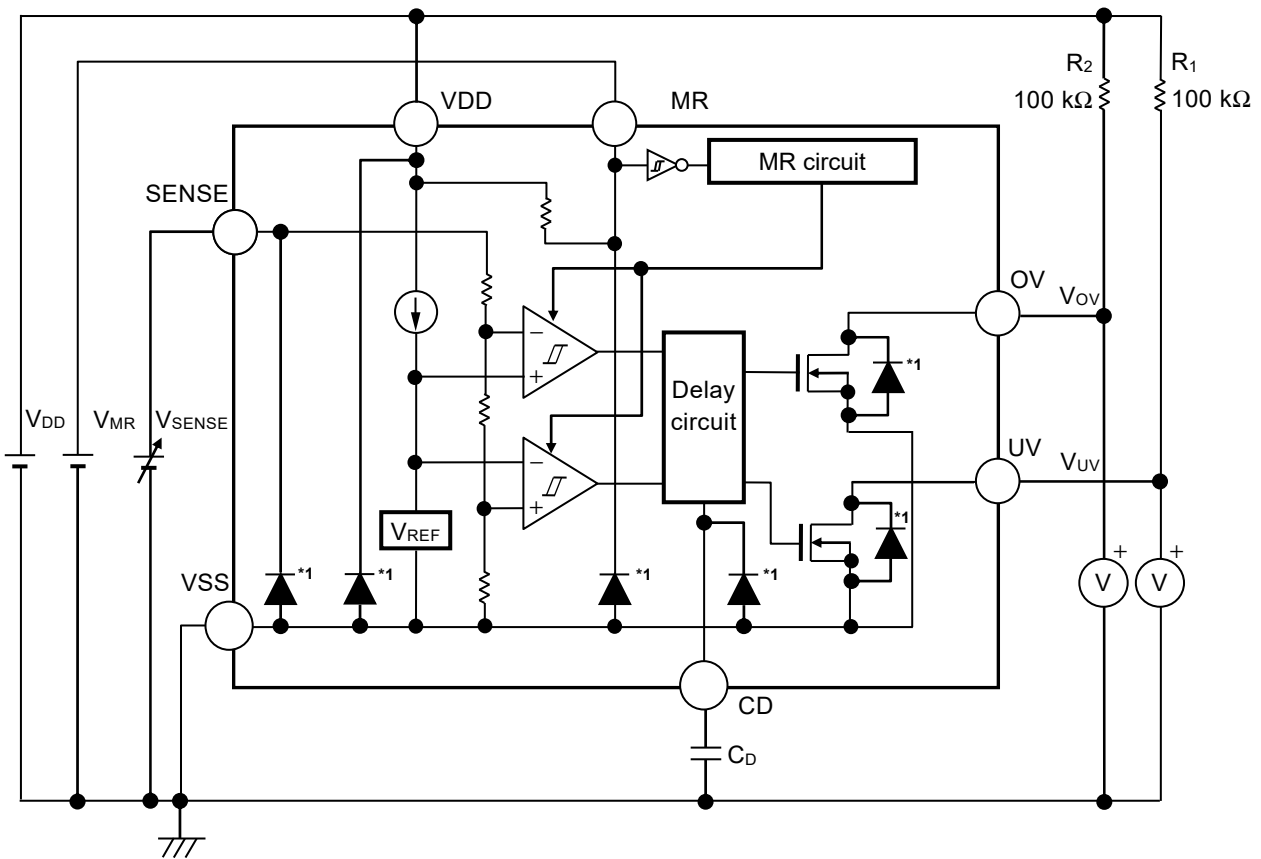 VDD
MR
R2
100 kΩ
R1
100 kΩ
MR circuit
SENSE
OV
VOV
−
+
*1
Delay
circuit
VDD
VMR
VSENSE
UV
VUV
−
+
*1
VREF
VSS
*1
*1
*1
*1
+
V
+
V
CD
CD